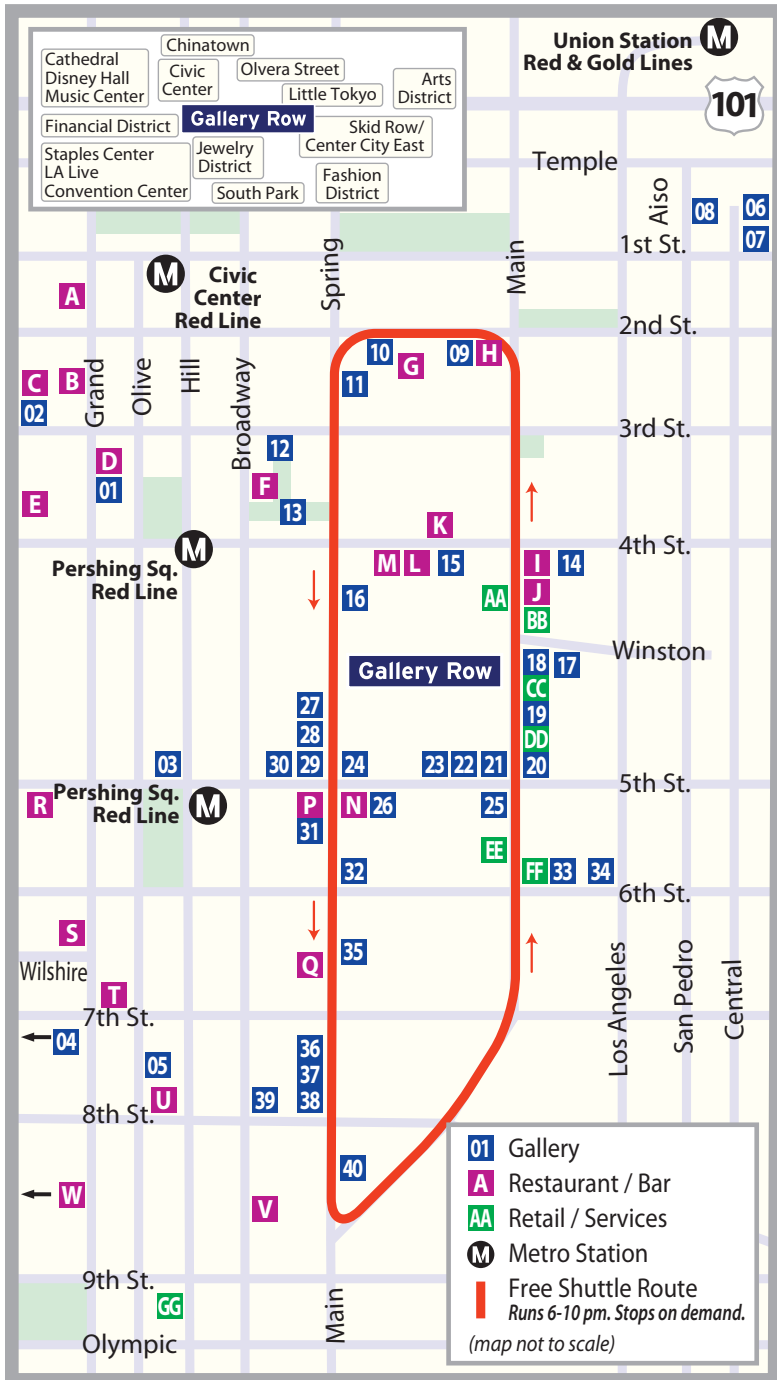 Cathedral
Disney Hall
Music Center
Chinatown
Civic
Center
Olvera Street
Little Tokyo
Arts
District
Financial District
Gallery Row
Skid Row/
Center City East
Staples Center
LA Live
Convention Center
Jewelry
District
South Park
Fashion
District
Union Station
Red & Gold Lines
M
101
Temple
Aiso
08
06
07
1st St.
Spring
Main
M
Civic
Center
Red Line
A
2nd St.
10
G
09
H
11
C
B
02
Grand
Olive
Hill
Broadway
3rd St.
12
D
01
F
E
13
K
M
4th St.
Pershing Sq.
Red Line
M
L
15
I
14
16
AA
J
BB
Winston
Gallery Row
18
17
CC
27
19
28
DD
03
30
29
24
23
22
21
20
5th St.
R
Pershing Sq.
Red Line
M
P
N
26
25
31
EE
32
FF
33
34
6th St.
S
35
Q
Wilshire
T
7th St.
Los Angeles
San Pedro
Central
04
36
05
37
U
39
38
8th St.
40
W
V
9th St.
GG
Main
Olympic
01 Gallery
A Restaurant / Bar
AA Retail / Services
M Metro Station
Free Shuttle Route
Runs 6-10 pm. Stops on demand.
(map not to scale)